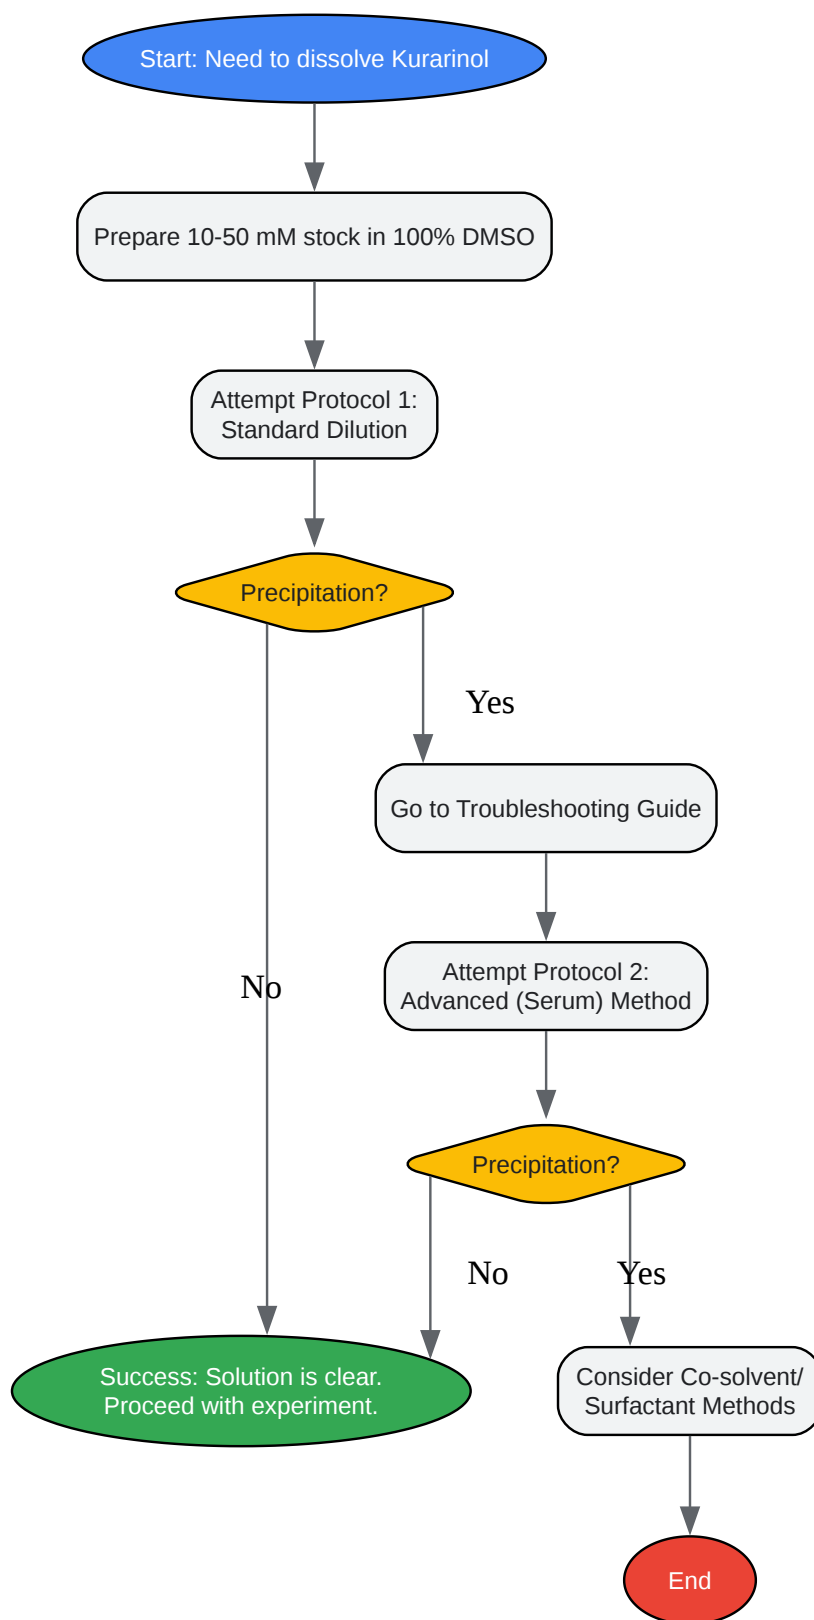 Start: Need to dissolve Kurarinol
Prepare 10-50 mM stock in 100% DMSO
Attempt Protocol 1:
Standard Dilution
Precipitation?
Yes
Go to Troubleshooting Guide
No
Attempt Protocol 2:
Advanced (Serum) Method
Precipitation?
No
Yes
Success: Solution is clear.
Proceed with experiment.
Consider Co-solvent/
Surfactant Methods
End